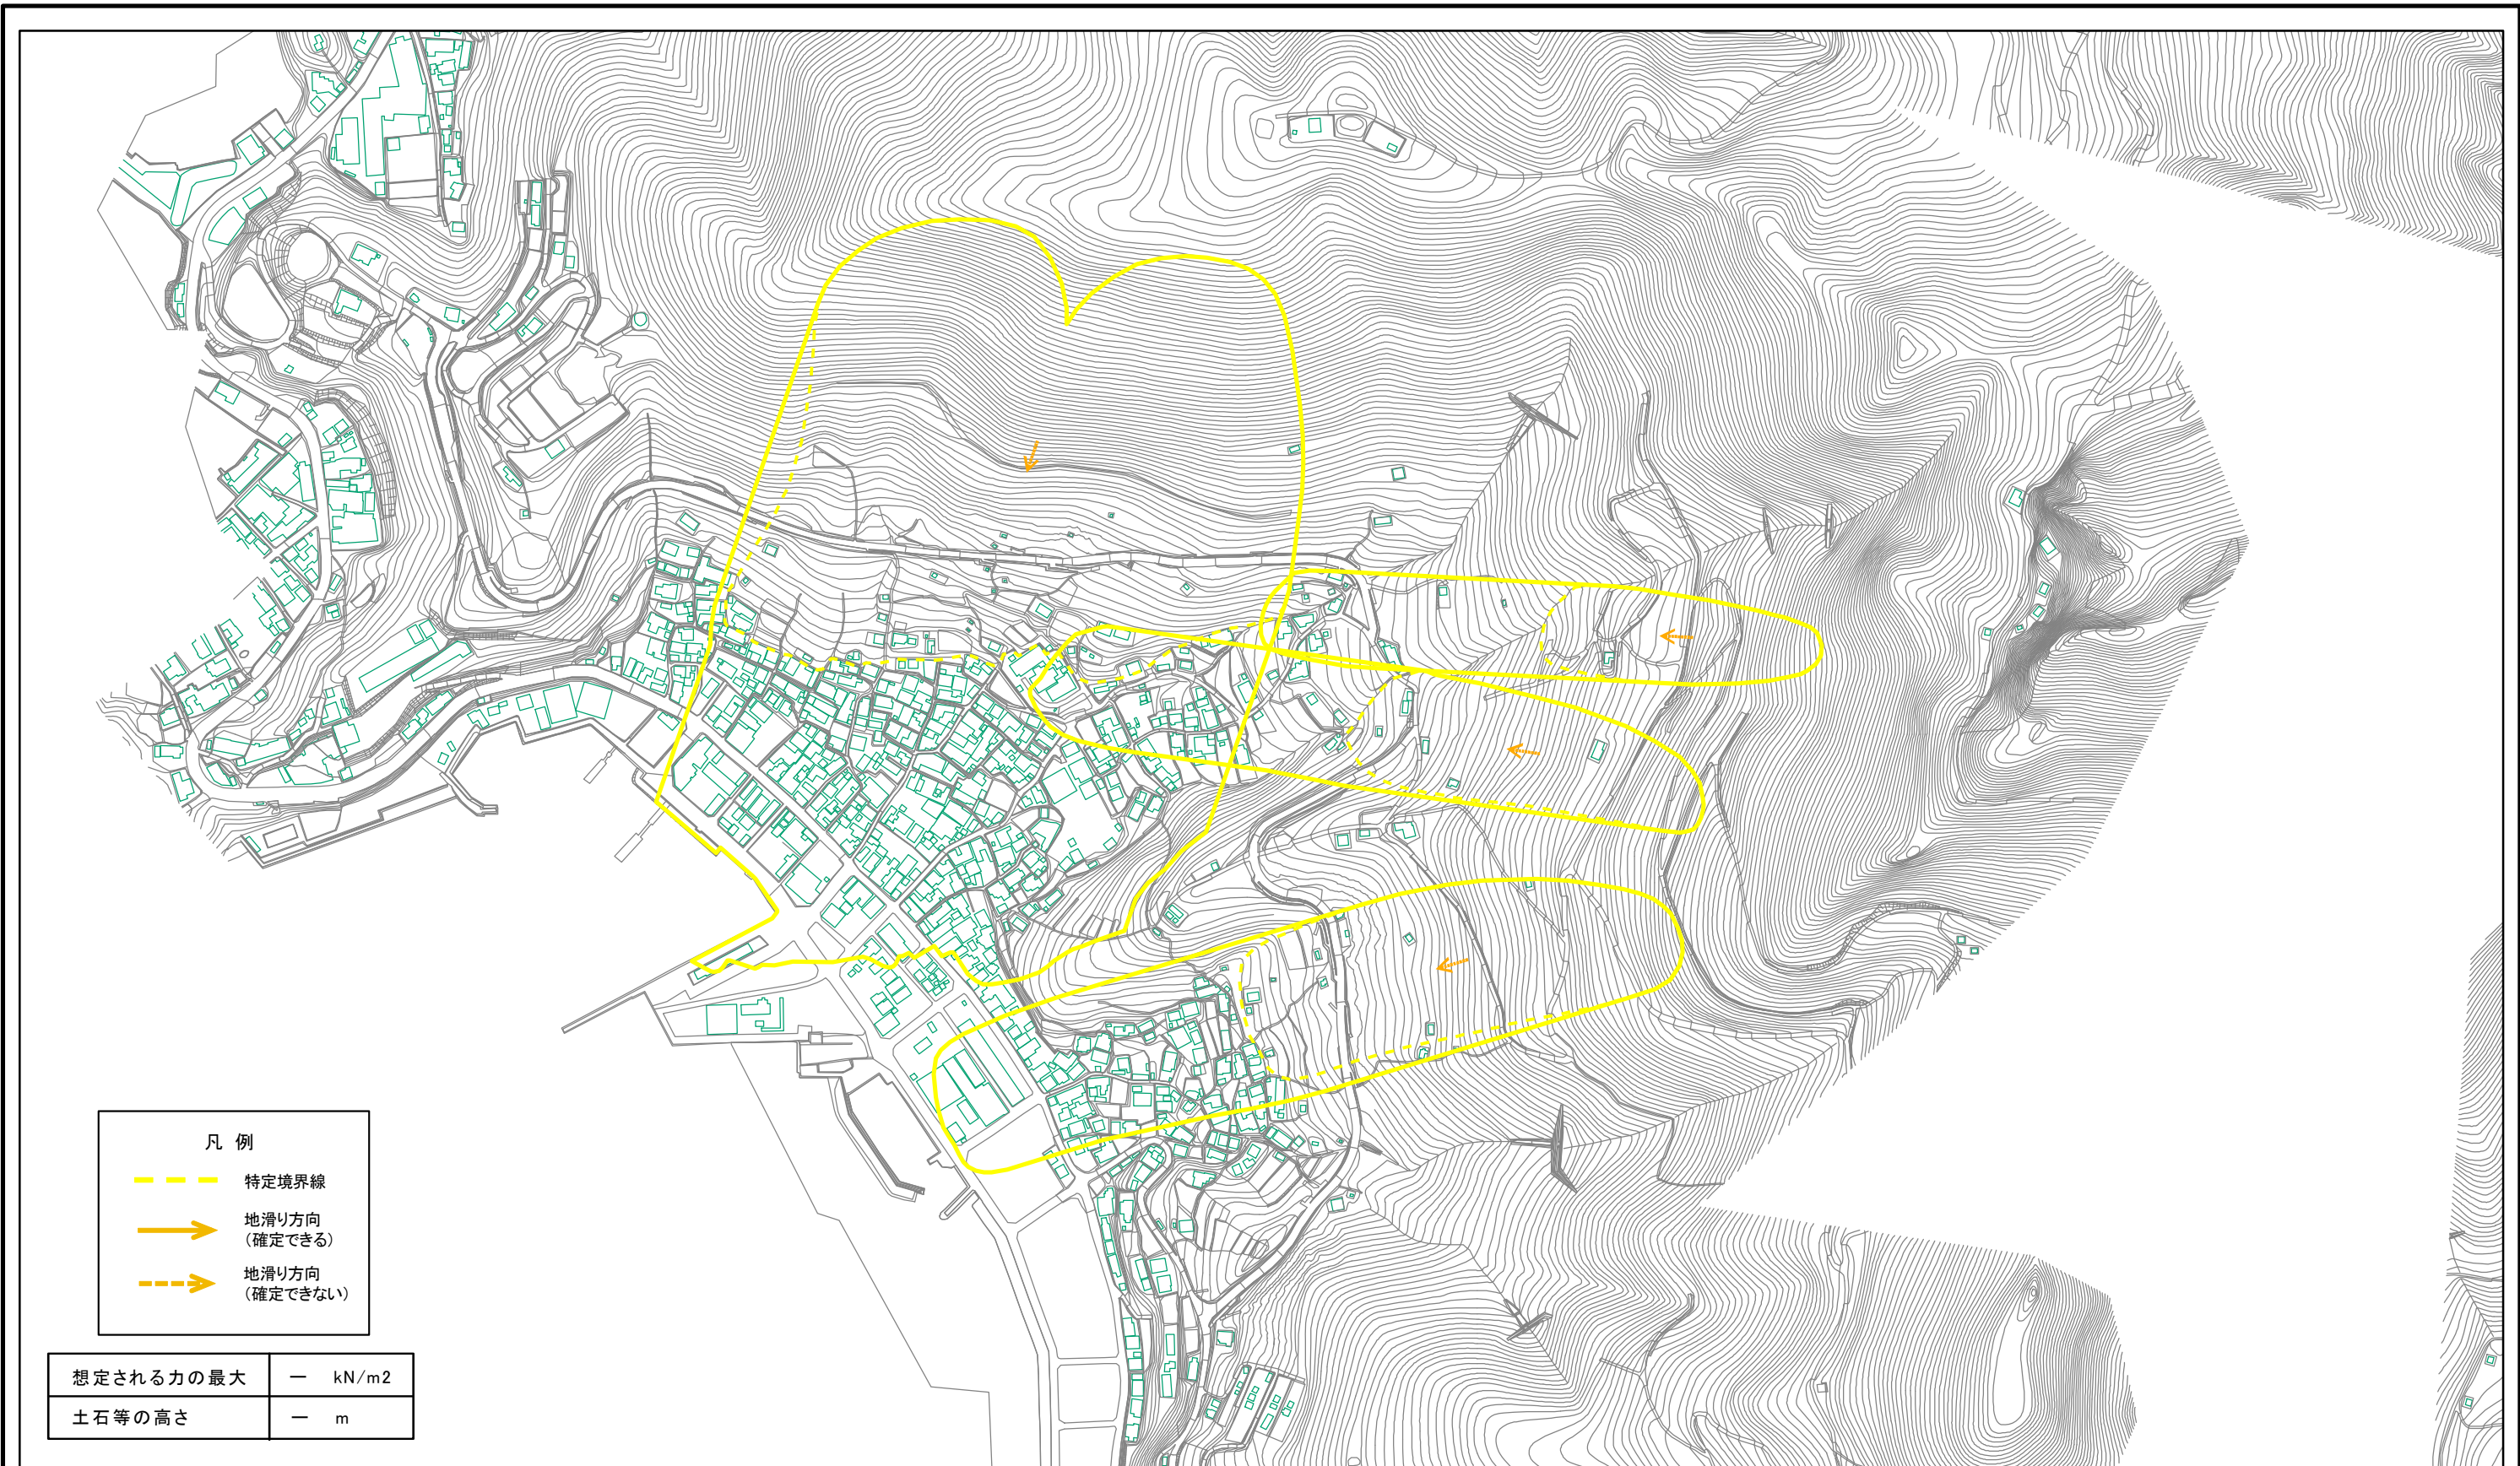 凡 例
特定境界線
地滑り方向
（確定できる）
地滑り方向
（確定できない）
想定される力の最大 ー kN/m2
土石等の高さ ー m